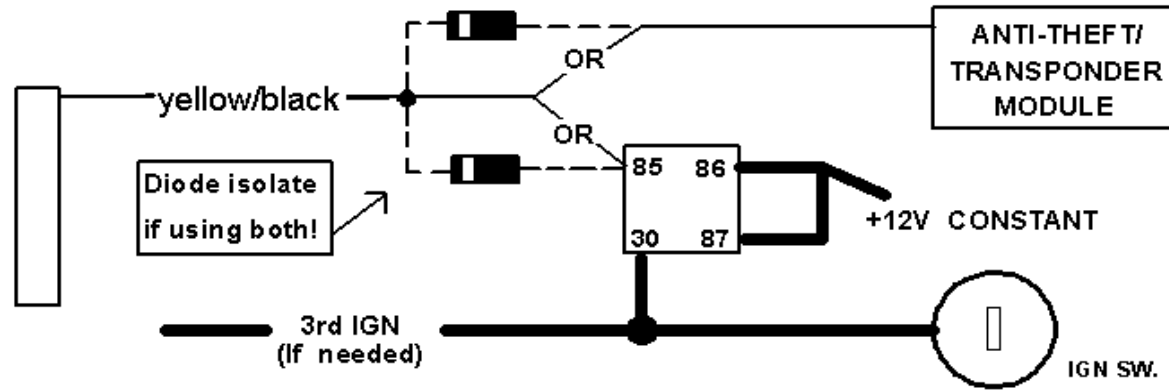 ANTI-THEFT/
TRANSPONDER
MODULE
OR
yellow/black
OR
Diode isolate
if using both!
85 86
30 87
+12V CONSTANT
3rd IGN
(If needed)
IGN SW.